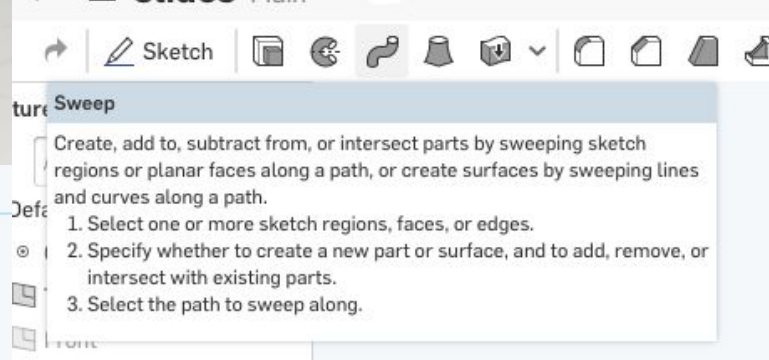 Sketch
ture
Sweep
Create, add to, subtract from, or intersect parts by sweeping sketch
regions or planar faces along a path, or create surfaces by sweeping lines
and curves along a path.
1. Select one or more sketch regions, faces, or edges.
2. Specify whether to create a new part or surface, and to add, remove, or
intersect with existing parts.
3. Select the path to sweep along.
Defa